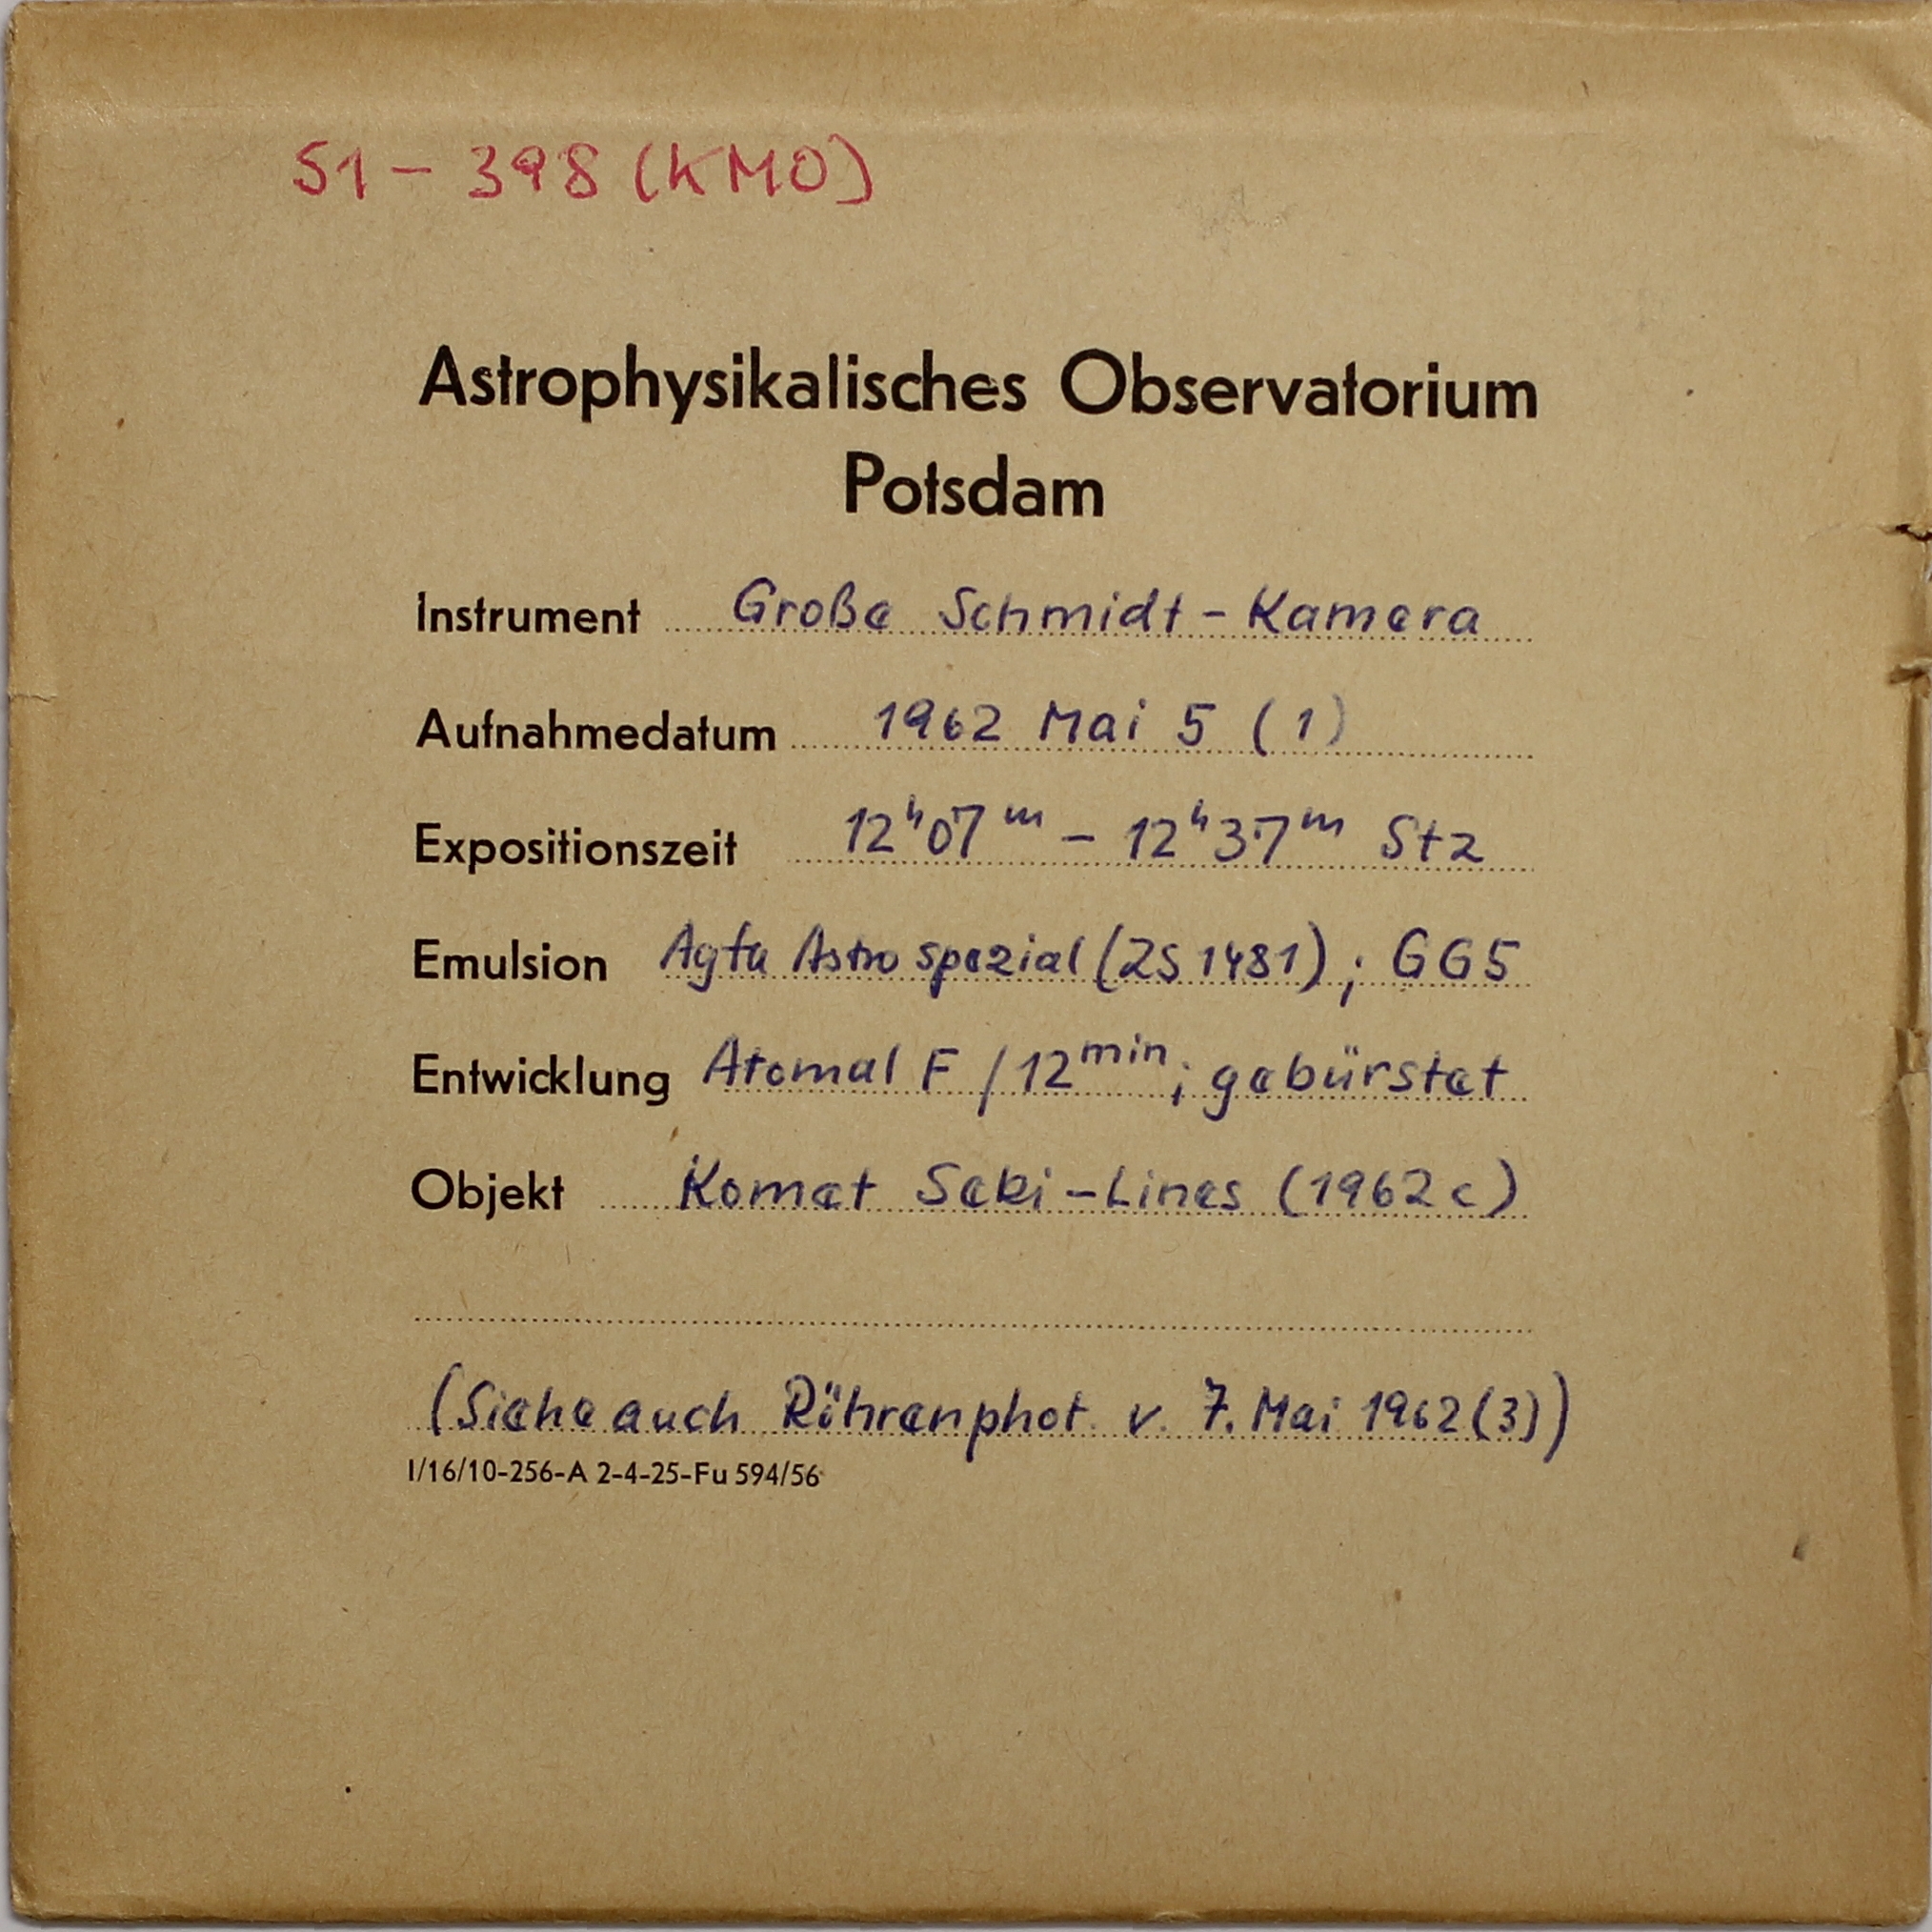 51 - 398 (KMO)
Astrophysikalisches Observatorium
Potsdam
Instrument Große Schmidt-Kamera
Aufnahmedatum 1962 Mai 5 (1)
Expositionszeit 12ʰ07ᵐ - 12ʰ37ᵐ Stz
Emulsion Agfa Astro spezial (ZS 1481); GG5
Entwicklung Atomal F / 12ᵐⁱⁿ; gebürstet
Objekt Komet Seki-Lines (1962 c)
(Siehe auch Röhrenphot. v. 7. Mai 1962 (3))
I/16/10-256-A 2-4-25-Fu 594/56